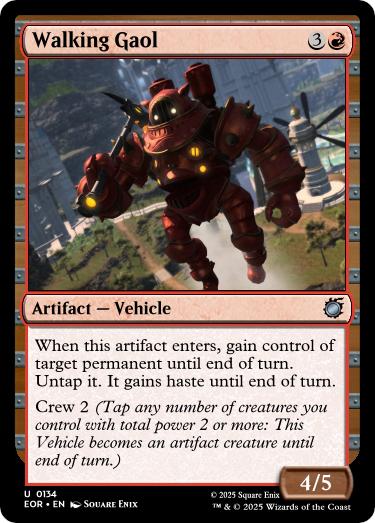 Walking Gaol 3
Artifact — Vehicle
When this artifact enters, gain control of
target permanent until end of turn.
Untap it. It gains haste until end of turn.
Crew 2 (Tap any number of creatures you
control with total power 2 or more: This
Vehicle becomes an artifact creature until
end of turn.)
4/5
U 0134
EOR • EN SQUARE ENIX
© 2025 Square Enix
™ & © 2025 Wizards of the Coast